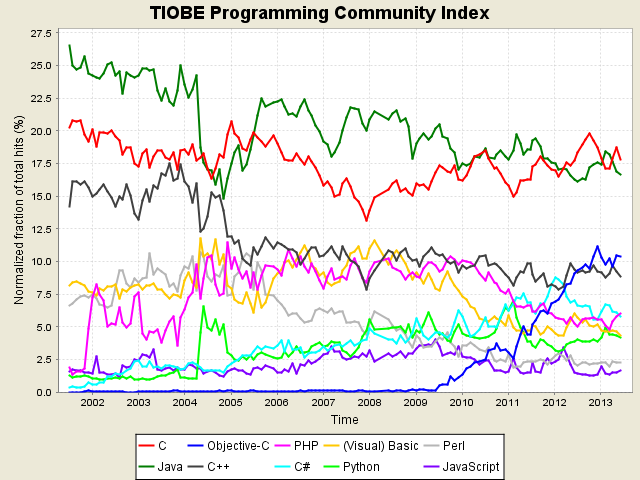 TIOBE Programming Community Index
Normalized fraction of total hits (%)
27.5
25.0
22.5
20.0
17.5
15.0
12.5
10.0
7.5
5.0
2.5
0.0
2002 2003 2004 2005 2006 2007 2008 2009 2010 2011 2012 2013
Time
C Objective-C PHP (Visual) Basic Perl
Java C++ C# Python JavaScript